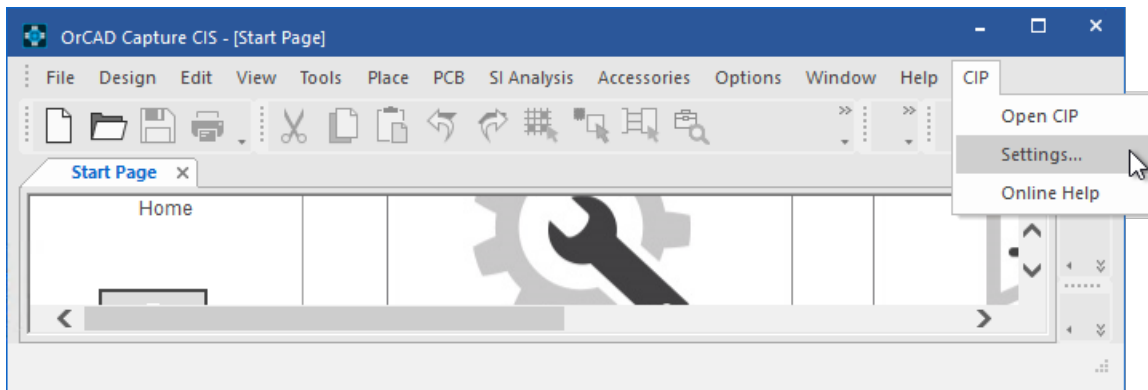 OrCAD Capture CIS - [Start Page]
File Design Edit View Tools Place PCB SI Analysis Accessories Options Window Help CIP
Open CIP
Settings...
Online Help
Start Page
Home